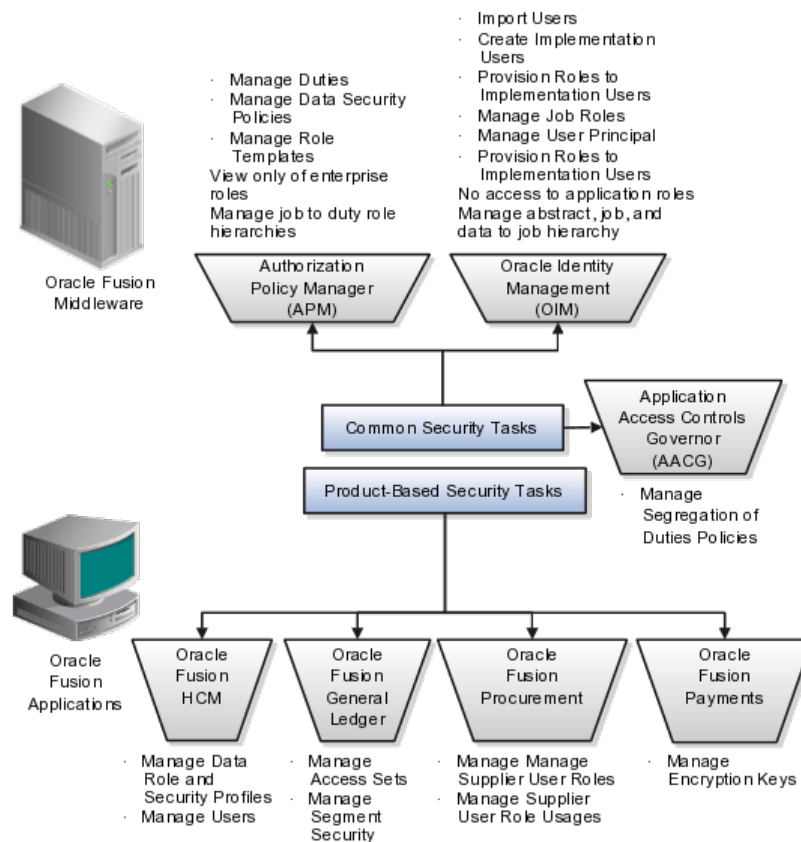 · Import Users
· Create Implementation
Users
· Provision Roles to
Implementation Users
· Manage Job Roles
· Manage User Principal
· Provision Roles to
Implementation Users
No access to application roles
Manage abstract, job, and
data to job hierarchy
· Manage Duties
· Manage Data Security
Policies
· Manage Role
Templates
View only of enterprise
roles
Manage job to duty role
hierarchies
Oracle Fusion
Middleware
Authorization
Policy Manager
(APM)
Oracle Identity
Management
(OIM)
Common Security Tasks
Application
Access Controls
Governor
(AACG)
Product-Based Security Tasks
· Manage
Segregation of
Duties Policies
Oracle
Fusion
Applications
Oracle
Fusion
HCM
Oracle
Fusion
General
Ledger
Oracle
Fusion
Procurement
Oracle
Fusion
Payments
· Manage Data
Role and
Security Profiles
· Manage Users
· Manage
Access Sets
· Manage
Segment
Security
· Manage Manage
Supplier User Roles
· Manage Supplier
User Role Usages
· Manage
Encryption Keys